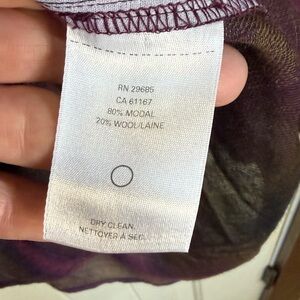 RN 29685
CA 61167
80% MODAL
20% WOOL/LAINE
DRY CLEAN.
NETTOYER À SEC.